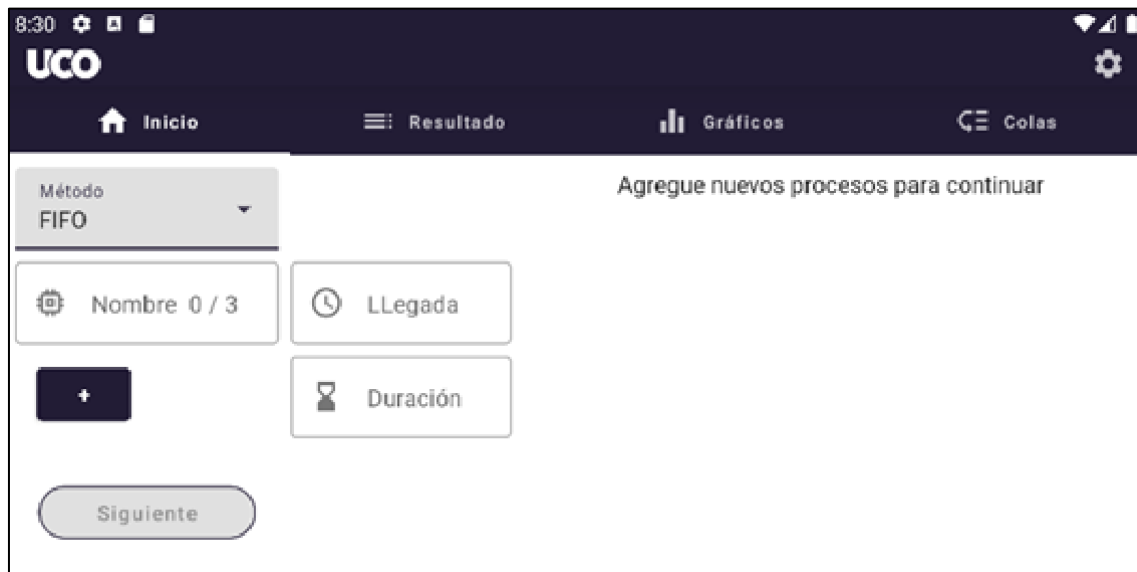 8:30
UCO
Inicio
Resultado
Gráficos
Colas
Método
FIFO
Agregue nuevos procesos para continuar
Nombre 0 / 3
LLegada
+
Duración
Siguiente